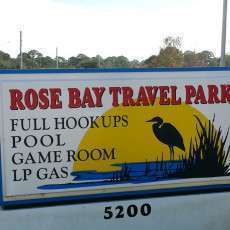 ROSE BAY TRAVEL PARK
FULL HOOKUPS
POOL
GAME ROOM
LP GAS
5200